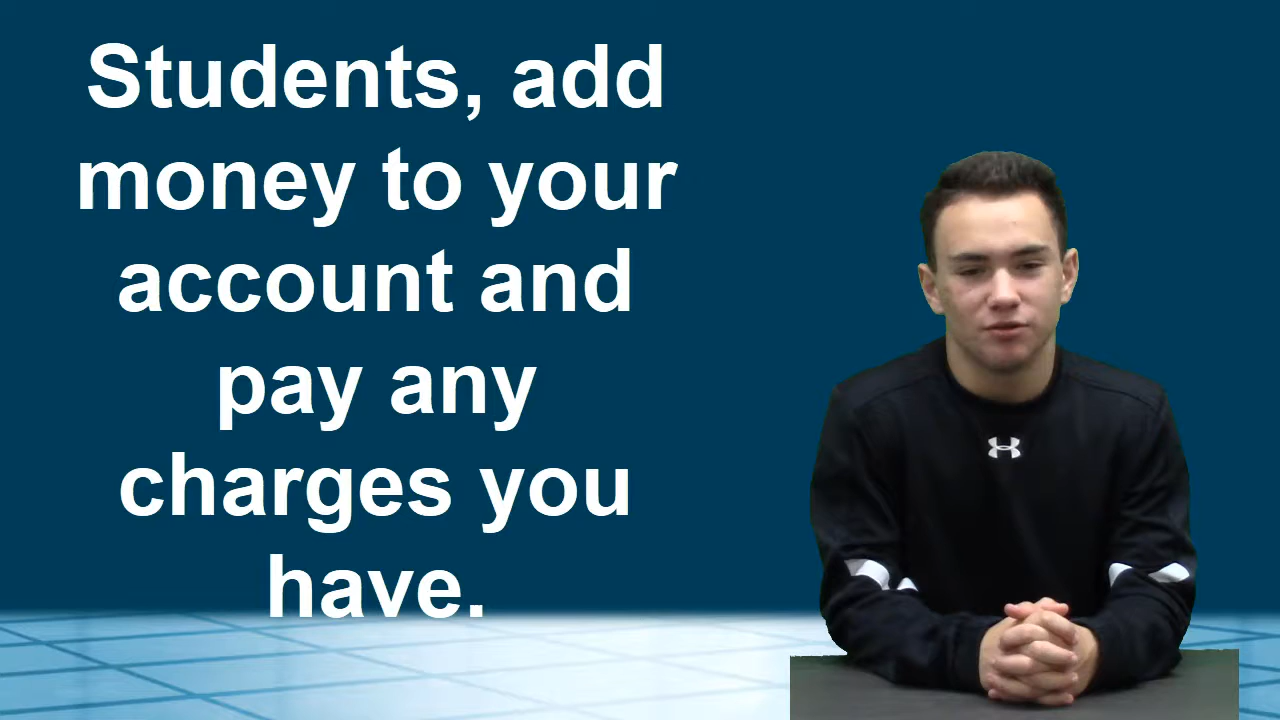 Students, add
money to your
account and
pay any
charges you
have.